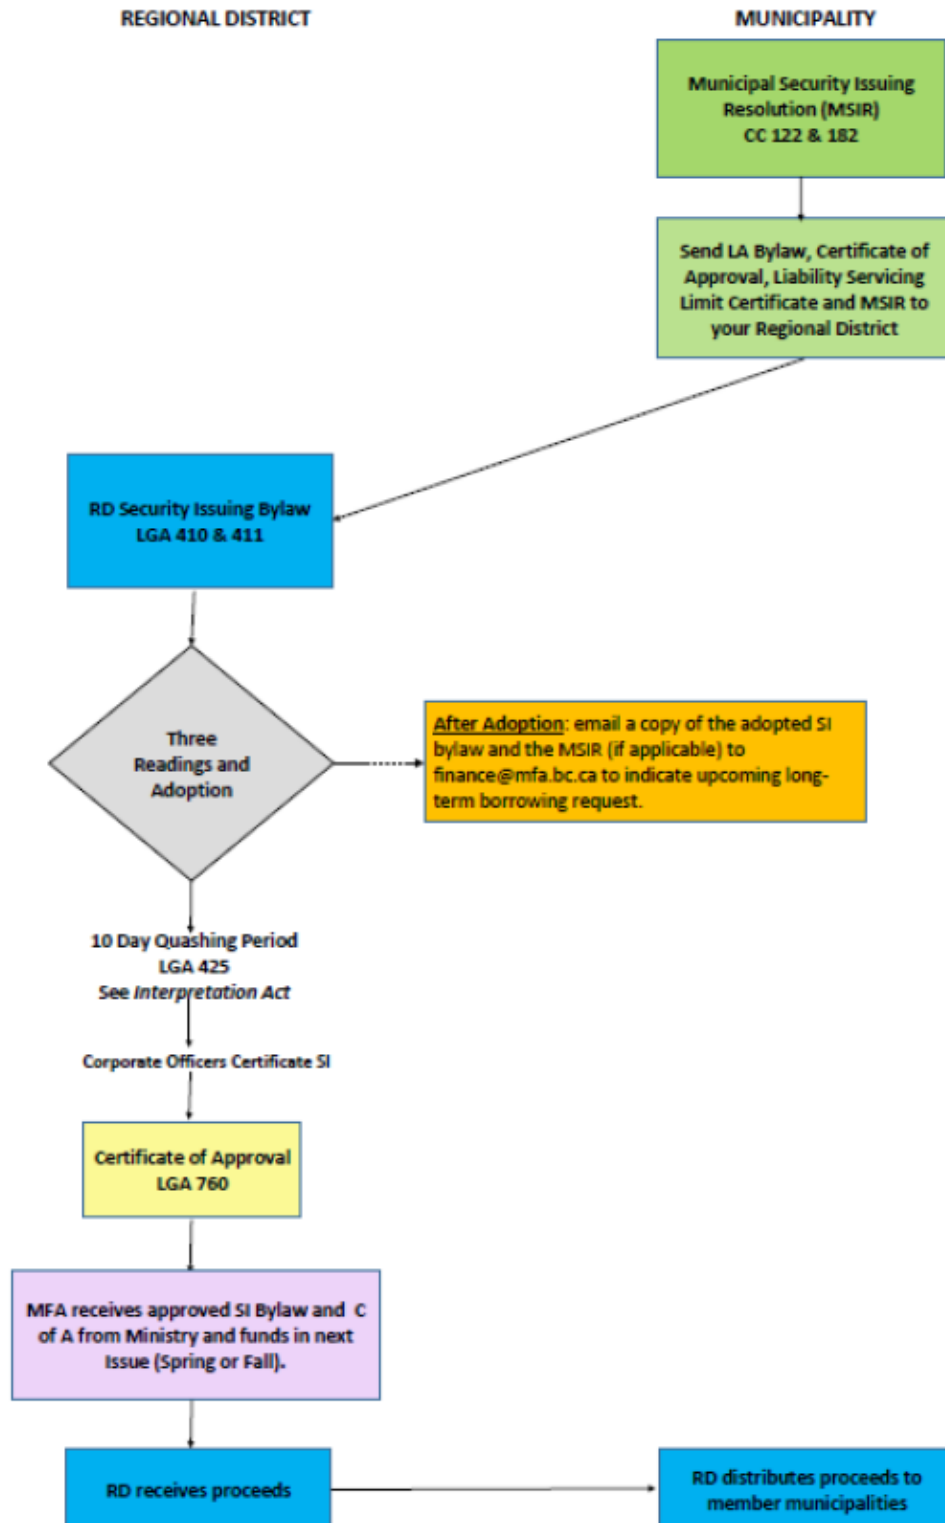 REGIONAL DISTRICT
MUNICIPALITY
Municipal Security Issuing
Resolution (MSIR)
CC 122 & 182
Send LA Bylaw, Certificate of
Approval, Liability Servicing
Limit Certificate and MSIR to
your Regional District
RD Security Issuing Bylaw
LGA 410 & 411
Three
Readings and
Adoption
After Adoption: email a copy of the adopted SI
bylaw and the MSIR (if applicable) to
finance@mfa.bc.ca to indicate upcoming long-
term borrowing request.
10 Day Quashing Period
LGA 425
See Interpretation Act
Corporate Officers Certificate SI
Certificate of Approval
LGA 760
MFA receives approved SI Bylaw and C
of A from Ministry and funds in next
Issue (Spring or Fall).
RD receives proceeds
RD distributes proceeds to
member municipalities